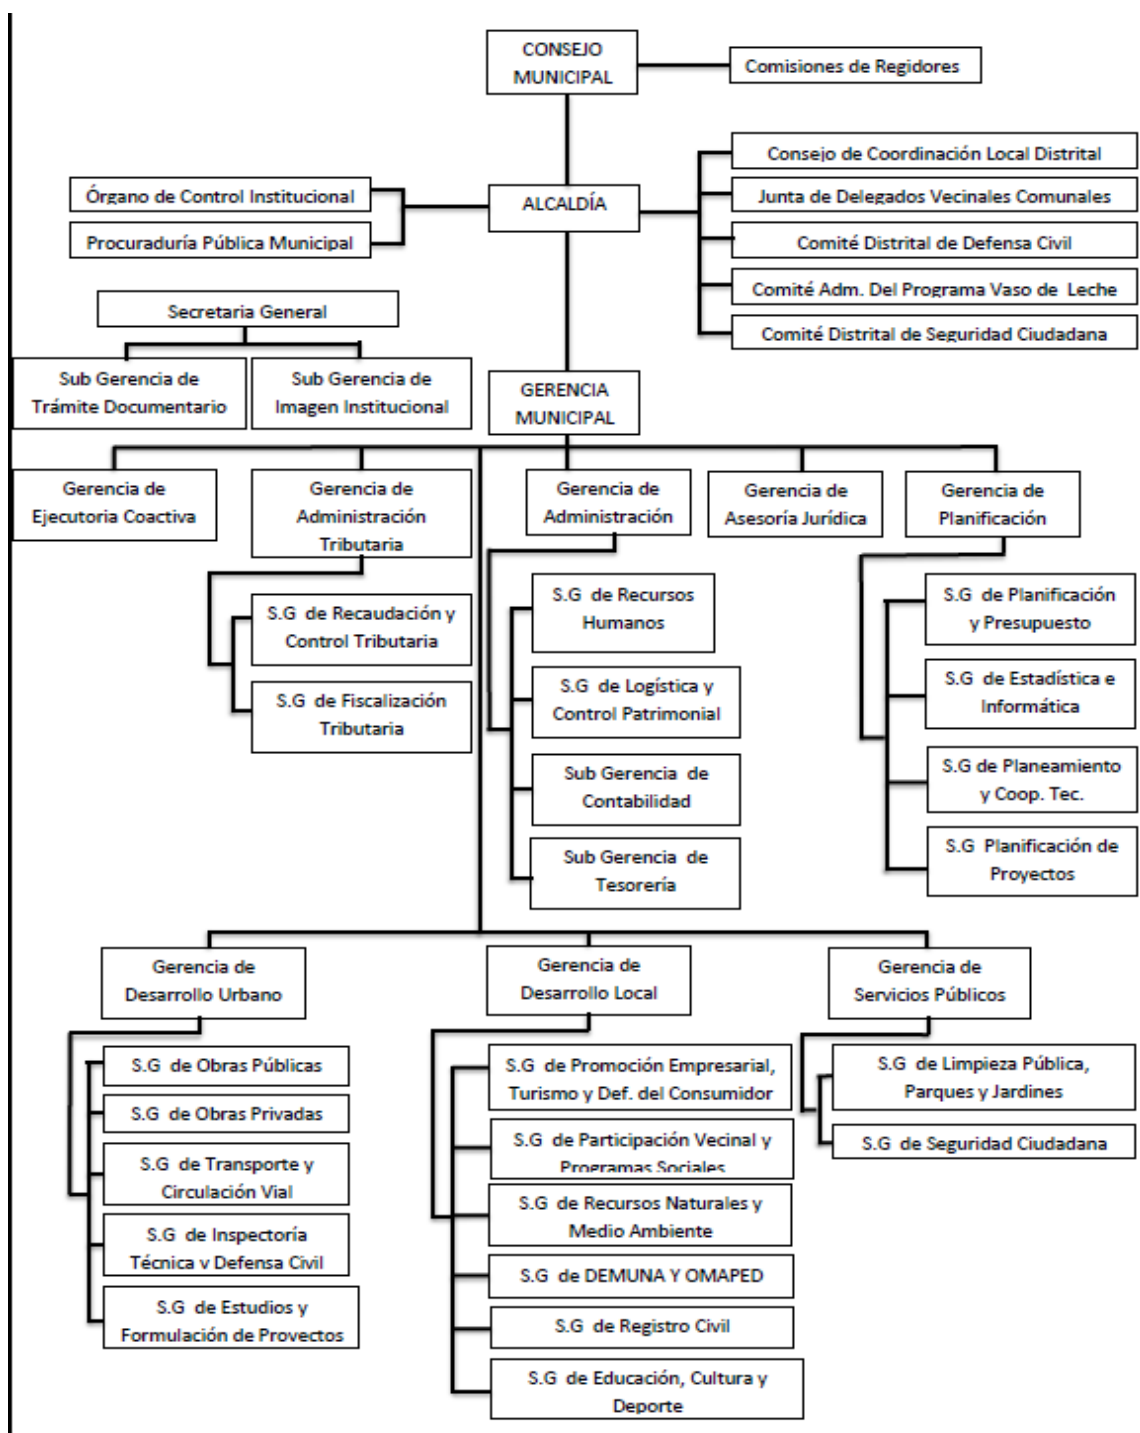 CONSEJO
MUNICIPAL
Comisiones de Regidores
Consejo de Coordinación Local Distrital
Órgano de Control Institucional
ALCALDÍA
Junta de Delegados Vecinales Comunales
Procuraduría Pública Municipal
Comité Distrital de Defensa Civil
Comité Adm. Del Programa Vaso de Leche
Secretaria General
Comité Distrital de Seguridad Ciudadana
Sub Gerencia de
Trámite Documentario
Sub Gerencia de
Imagen Institucional
GERENCIA
MUNICIPAL
Gerencia de
Ejecutoria Coactiva
Gerencia de
Administración
Tributaria
Gerencia de
Administración
Gerencia de
Asesoría Jurídica
Gerencia de
Planificación
S.G de Recaudación y
Control Tributaria
S.G de Fiscalización
Tributaria
S.G de Recursos
Humanos
S.G de Logística y
Control Patrimonial
Sub Gerencia de
Contabilidad
Sub Gerencia de
Tesorería
S.G de Planificación
y Presupuesto
S.G de Estadística e
Informática
S.G de Planeamiento
y Coop. Tec.
S.G Planificación de
Proyectos
Gerencia de
Desarrollo Urbano
Gerencia de
Desarrollo Local
Gerencia de
Servicios Públicos
S.G de Obras Públicas
S.G de Obras Privadas
S.G de Transporte y
Circulación Vial
S.G de Inspectoría
Técnica y Defensa Civil
S.G de Estudios y
Formulación de Proyectos
S.G de Promoción Empresarial,
Turismo y Def. del Consumidor
S.G de Participación Vecinal y
Programas Sociales
S.G de Recursos Naturales y
Medio Ambiente
S.G de DEMUNA Y OMAPED
S.G de Registro Civil
S.G de Educación, Cultura y
Deporte
S.G de Limpieza Pública,
Parques y Jardines
S.G de Seguridad Ciudadana